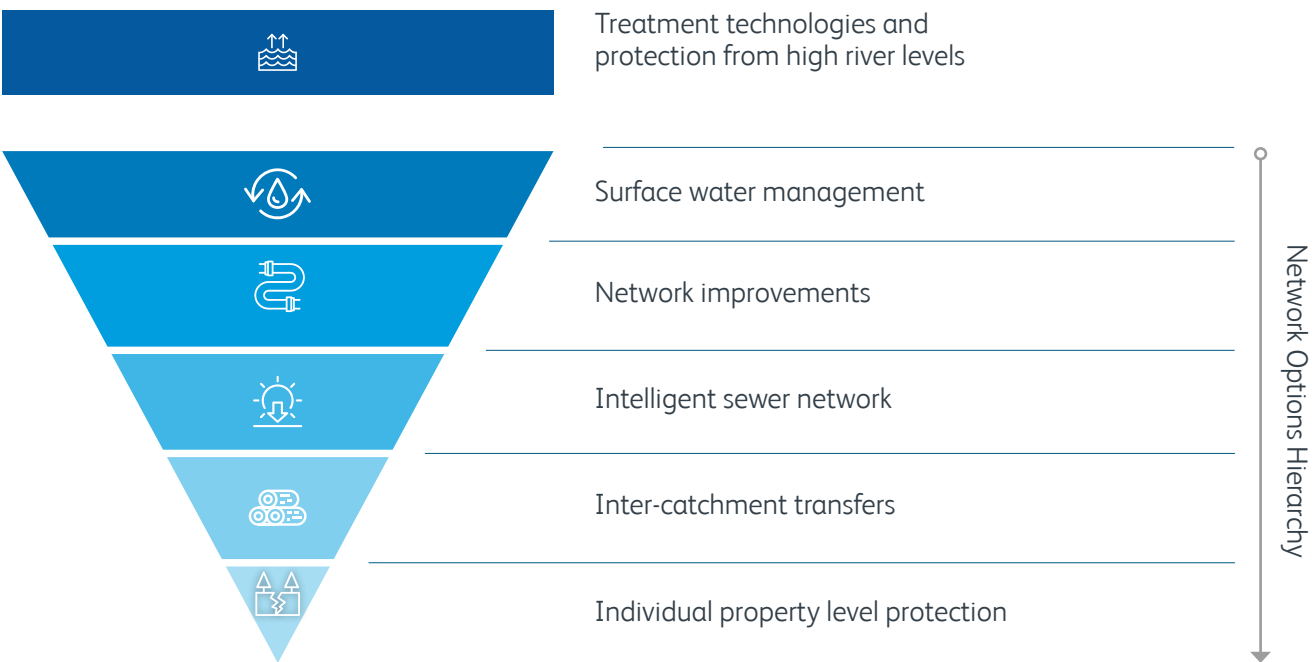 Treatment technologies and
protection from high river levels
Surface water management
Network improvements
Intelligent sewer network
Inter-catchment transfers
Individual property level protection
Network Options Hierarchy